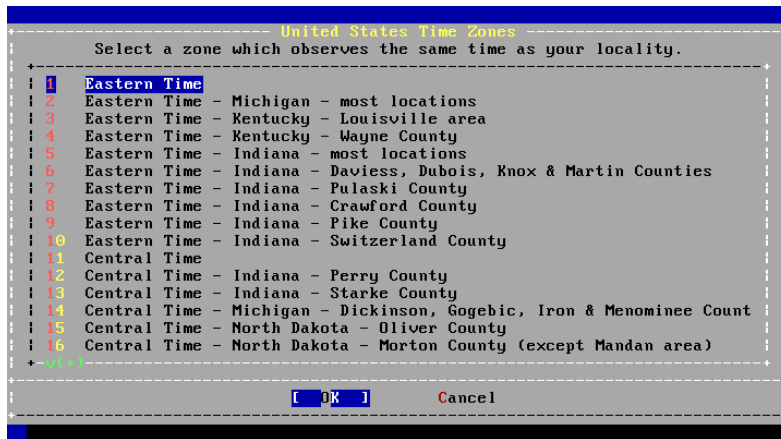 United States Time Zones
Select a zone which observes the same time as your locality.
1 Eastern Time
2 Eastern Time - Michigan - most locations
3 Eastern Time - Kentucky - Louisville area
4 Eastern Time - Kentucky - Wayne County
5 Eastern Time - Indiana - most locations
6 Eastern Time - Indiana - Daviess, Dubois, Knox & Martin Counties
7 Eastern Time - Indiana - Pulaski County
8 Eastern Time - Indiana - Crawford County
9 Eastern Time - Indiana - Pike County
10 Eastern Time - Indiana - Switzerland County
11 Central Time
12 Central Time - Indiana - Perry County
13 Central Time - Indiana - Starke County
14 Central Time - Michigan - Dickinson, Gogebic, Iron & Menominee Count
15 Central Time - North Dakota - Oliver County
16 Central Time - North Dakota - Morton County (except Mandan area)
v(+)
[ OK ] Cancel